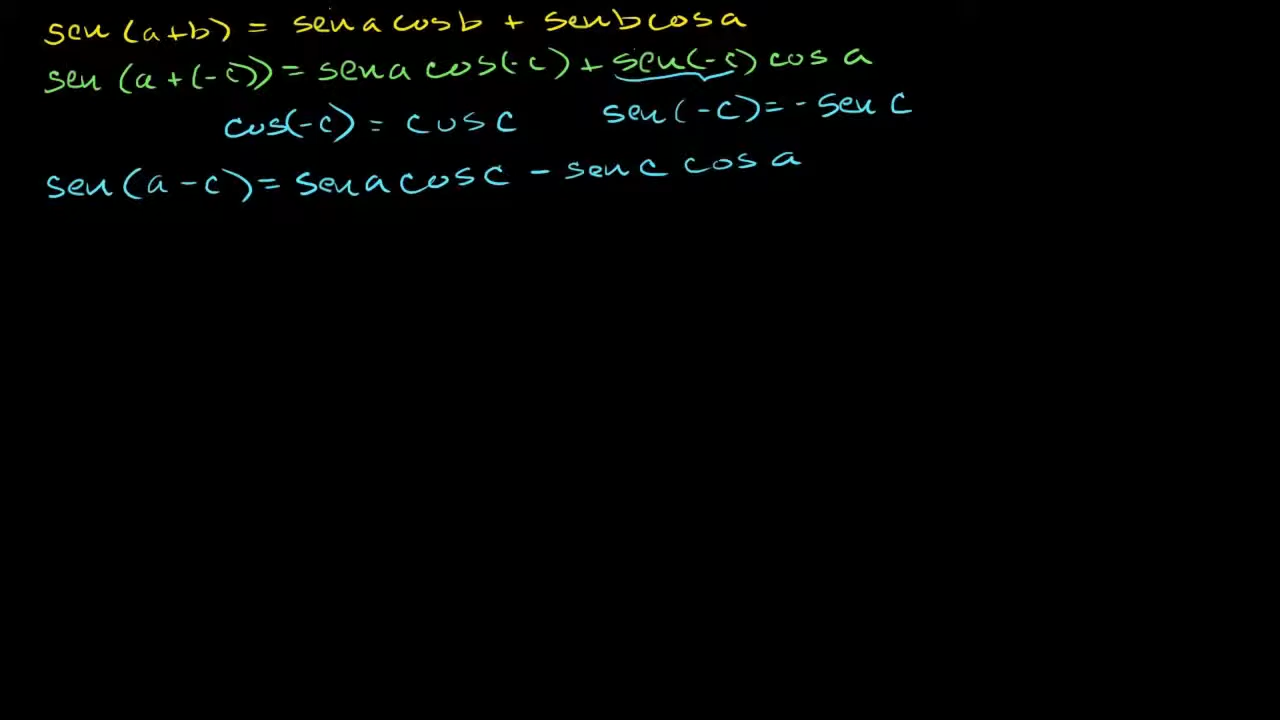 sen (a+b) = sen a cos b + sen b cos a
sen (a + (-c)) = sen a cos(-c) + sen(-c) cos a
cos(-c) = cos c sen(-c) = - sen c
sen (a - c) = sen a cos c - sen c cos a